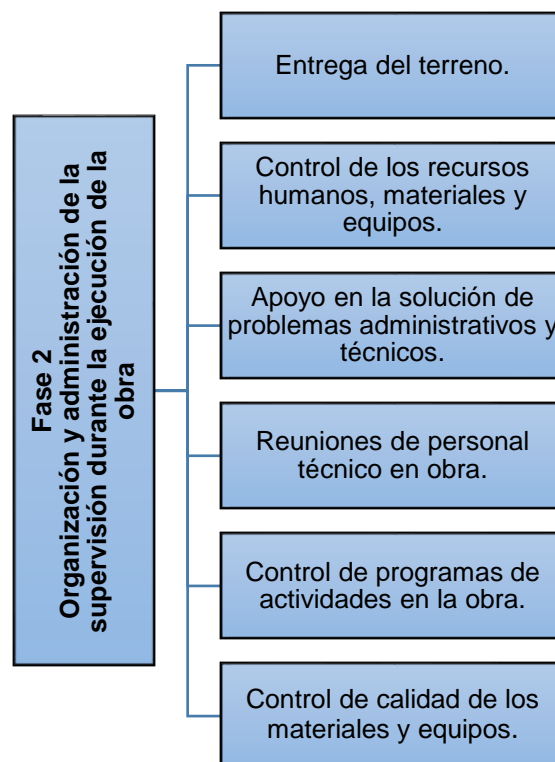 Fase 2
Organización y administración de la
supervisión durante la ejecución de la
obra
Entrega del terreno.
Control de los recursos
humanos, materiales y
equipos.
Apoyo en la solución de
problemas administrativos y
técnicos.
Reuniones de personal
técnico en obra.
Control de programas de
actividades en la obra.
Control de calidad de los
materiales y equipos.